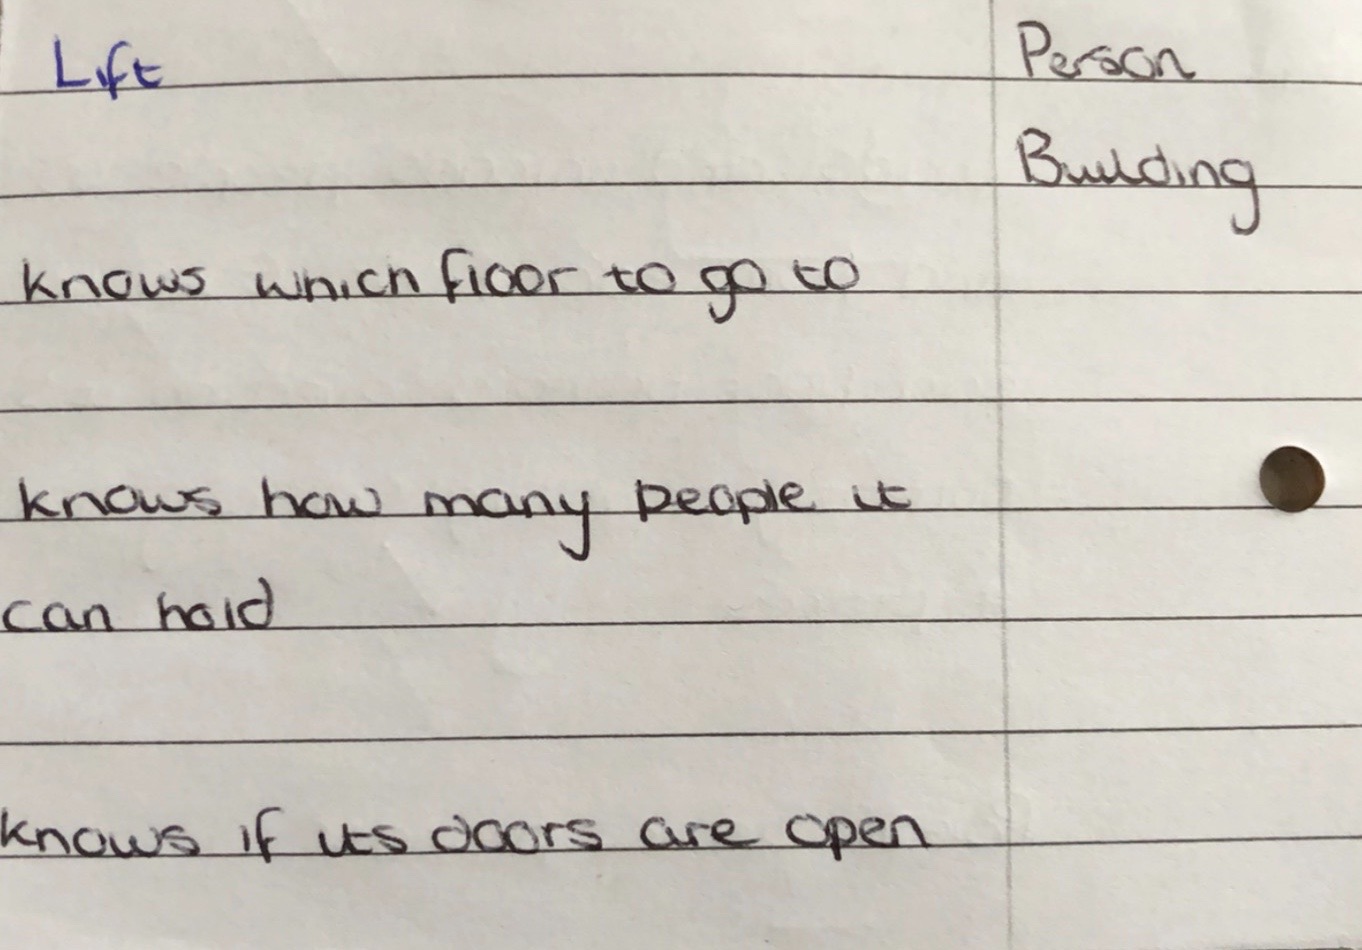 Lift
Person
Building
knows which floor to go to
knows how many people it
can hold
knows if its doors are open